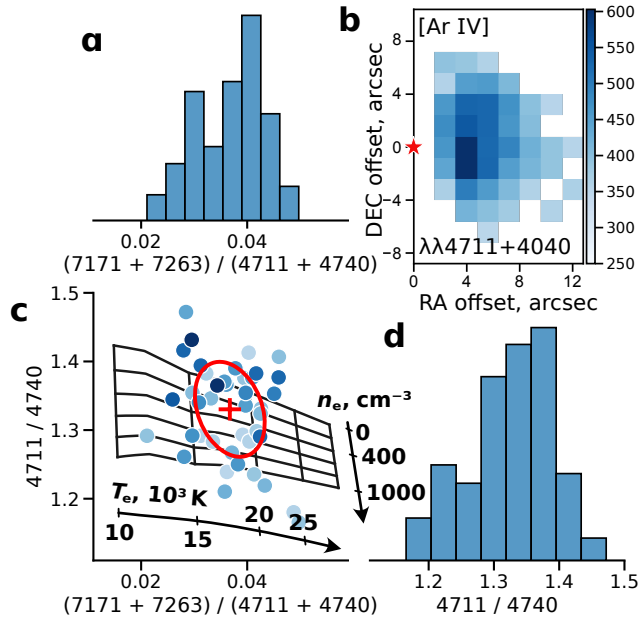 a
0.02 0.04
(7171 + 7263) / (4711 + 4740)
b
[Ar IV]
8
4
0
−4
−8
DEC offset, arcsec
λλ4711+4040
0 4 8 12
RA offset, arcsec
600
550
500
450
400
350
300
250
c
1.5
1.4
1.3
1.2
4711 / 4740
nₑ, cm⁻³
0
400
1000
Tₑ, 10³ K
10 15 20 25
0.02 0.04
(7171 + 7263) / (4711 + 4740)
d
1.2 1.3 1.4 1.5
4711 / 4740